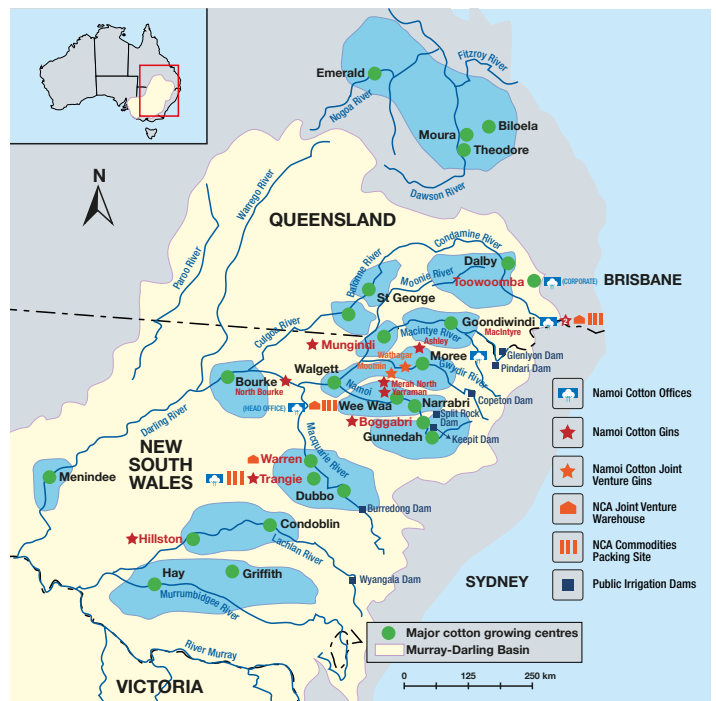 Fitzroy River
Emerald
Nogoa River
Biloela
Moura
Theodore
Dawson River
N
Warrego River
QUEENSLAND
Paroo River
Condamine River
Dalby
Balonne River
Moonie River
Toowoomba
(CORPORATE)
BRISBANE
St George
Culgoa River
Macintye River
Goondiwindi
MacIntyre
2
Mungindi
Ashley
Wathagar
Moree
Glenlyon Dam
Pindari Dam
Walgett
Moomin
Gwydir River
Bourke
North Bourke
Namoi
Merah North
Yarraman
Copeton Dam
Namoi Cotton Offices
(HEAD OFFICE)
Wee Waa
Narrabri
Darling River
Split Rock
Dam
Boggabri
Gunnedah
Keepit Dam
Namoi Cotton Gins
NEW
SOUTH
WALES
Macquarie River
Warren
Namoi Cotton Joint
Venture Gins
Menindee
Trangie
Dubbo
NCA Joint Venture
Warehouse
Burredong Dam
Condoblin
Hillston
Lachlan River
NCA Commodities
Packing Site
Hay
Griffith
Wyangala Dam
SYDNEY
Public Irrigation Dams
Murrumbidgee River
River Murray
Major cotton growing centres
Murray-Darling Basin
VICTORIA
0 125 250 km